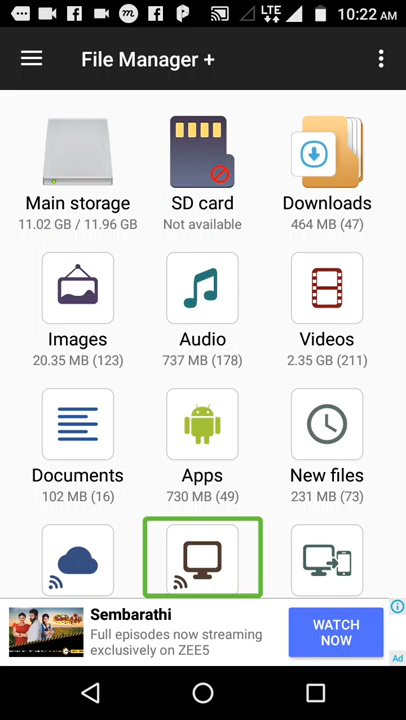 LTE
10:22 AM
File Manager +
Main storage
11.02 GB / 11.96 GB
SD card
Not available
Downloads
464 MB (47)
Images
20.35 MB (123)
Audio
737 MB (178)
Videos
2.35 GB (211)
Documents
102 MB (16)
Apps
730 MB (49)
New files
231 MB (73)
Sembarathi
Full episodes now streaming
exclusively on ZEE5
WATCH
NOW
Ad